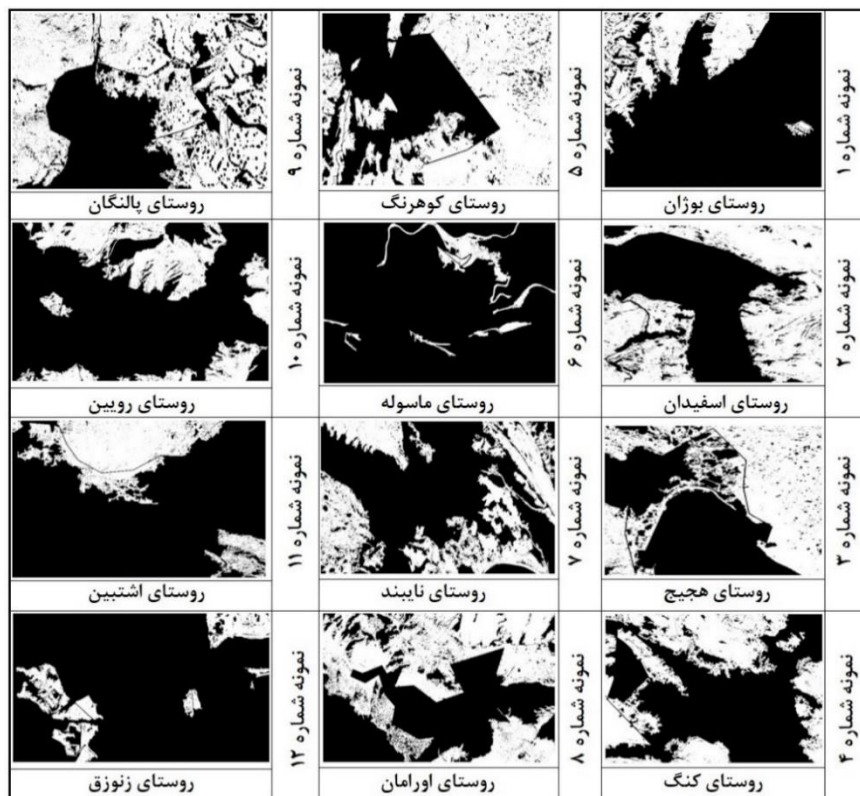 نمونه شماره ۱
روستای بوژان
نمونه شماره ۵
روستای کوهرنگ
نمونه شماره ۹
روستای پالنگان
نمونه شماره ۲
روستای اسفیدان
نمونه شماره ۶
روستای ماسوله
نمونه شماره ۱۰
روستای رویین
نمونه شماره ۳
روستای هجیج
نمونه شماره ۷
روستای نایبند
نمونه شماره ۱۱
روستای اشتبین
نمونه شماره ۴
روستای کنگ
نمونه شماره ۸
روستای اورامان
نمونه شماره ۱۲
روستای زنوزق